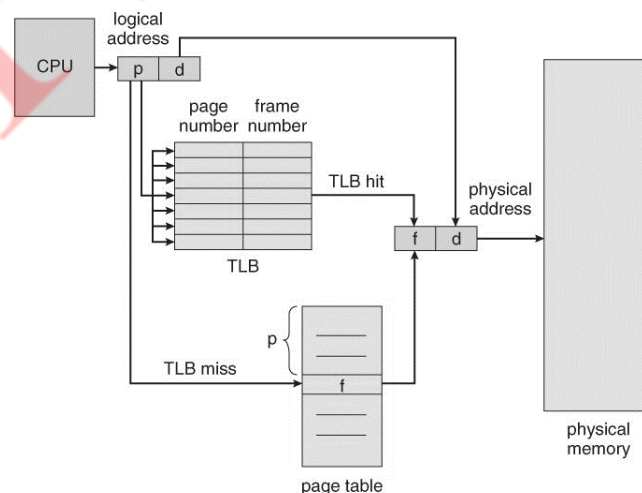 logical
address
CPU
p d
page number
frame number
TLB hit
physical
address
f d
TLB
p
TLB miss
f
physical
memory
page table